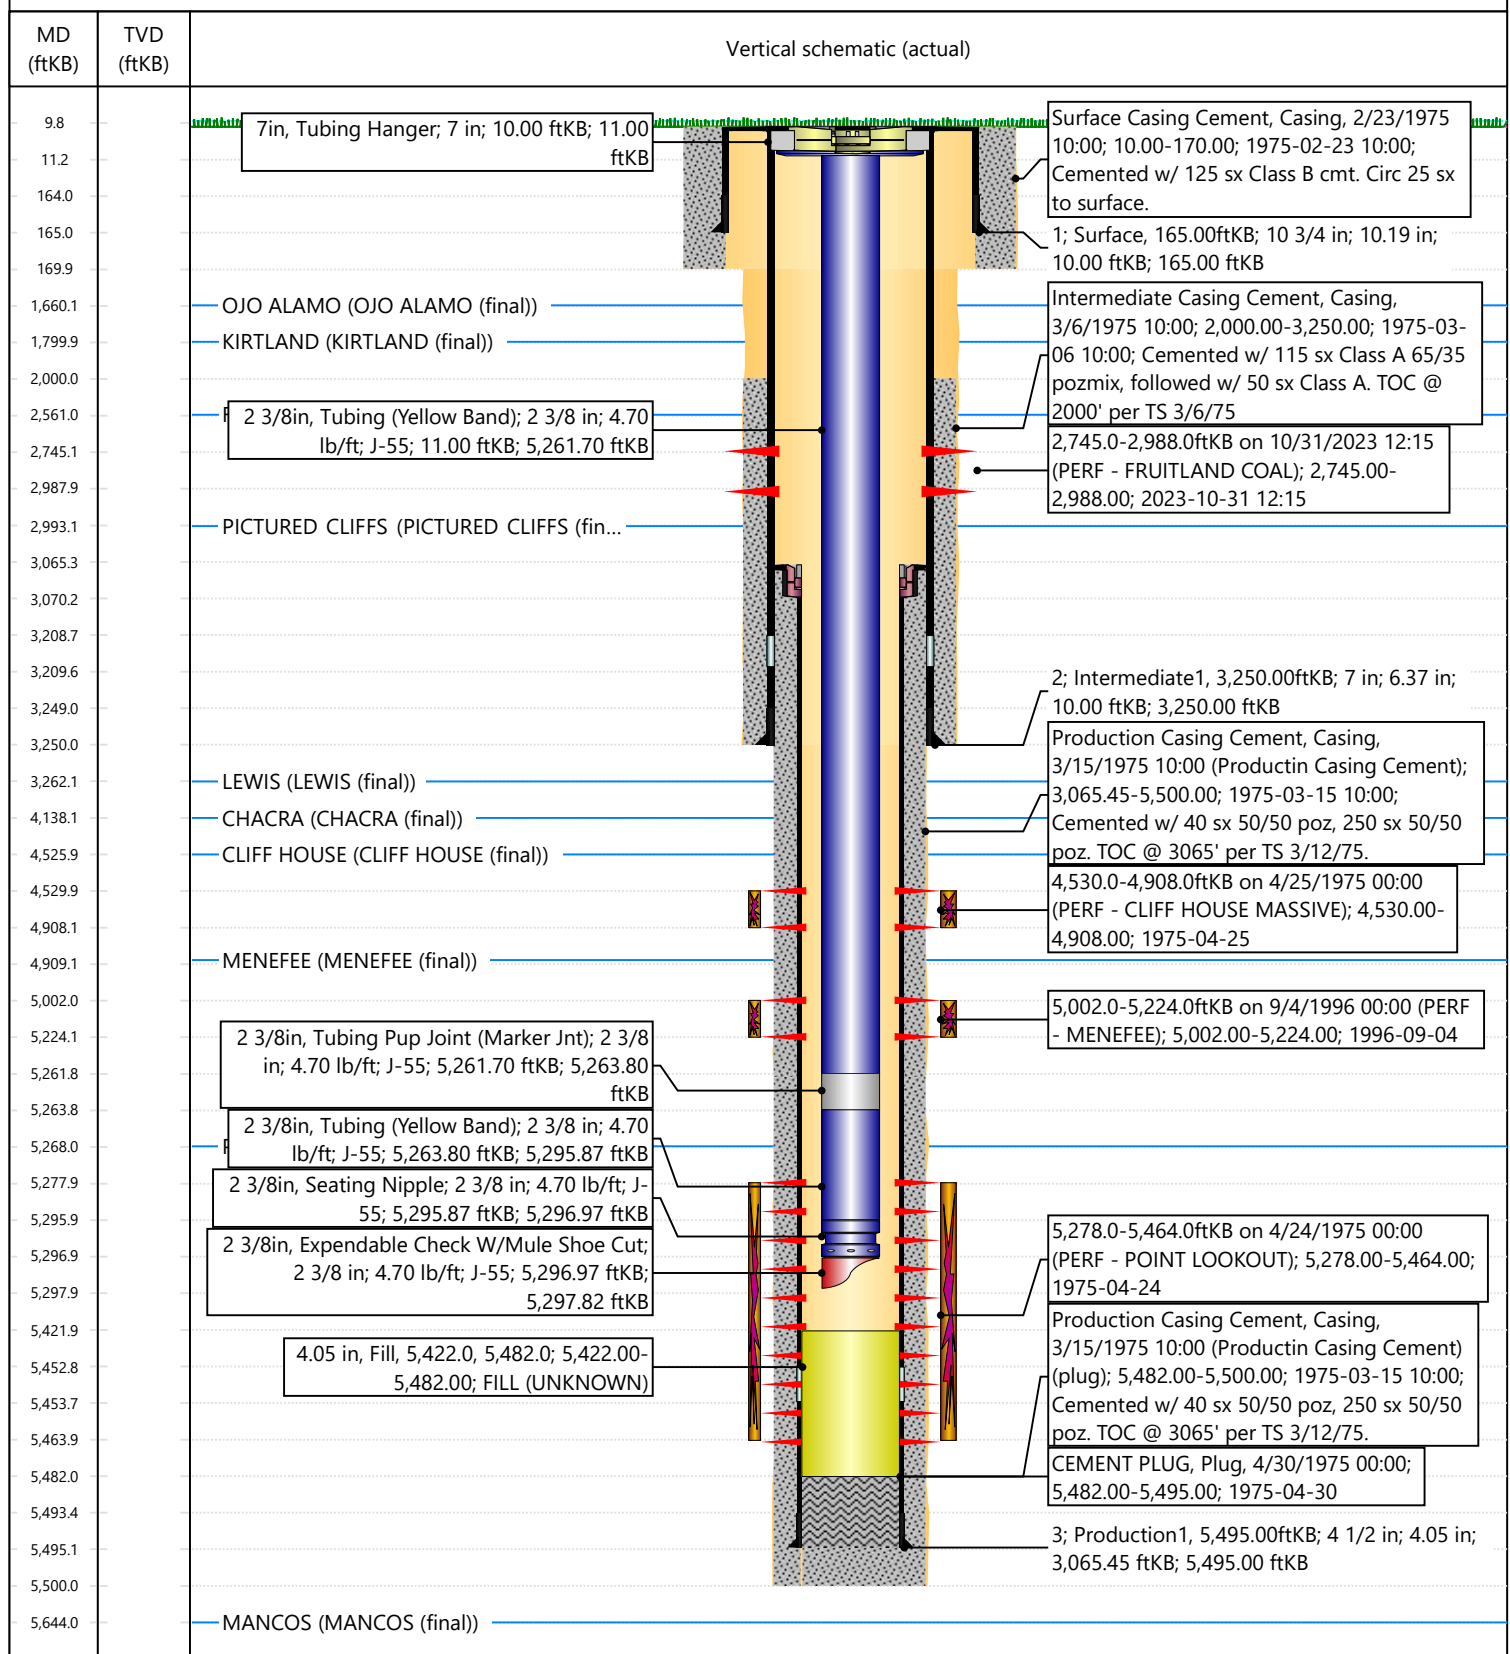 MD
(ftKB)
TVD
(ftKB)
Vertical schematic (actual)
9.8
11.2
164.0
165.0
169.9
1,660.1
1,799.9
2,000.0
2,561.0
2,745.1
2,987.9
2,993.1
3,065.3
3,070.2
3,208.7
3,209.6
3,249.0
3,250.0
3,262.1
4,138.1
4,525.9
4,529.9
4,908.1
4,909.1
5,002.0
5,224.1
5,261.8
5,263.8
5,268.0
5,277.9
5,295.9
5,296.9
5,297.9
5,421.9
5,452.8
5,453.7
5,463.9
5,482.0
5,493.4
5,495.1
5,500.0
5,644.0
7in, Tubing Hanger; 7 in; 10.00 ftKB; 11.00
ftKB
OJO ALAMO (OJO ALAMO (final))
KIRTLAND (KIRTLAND (final))
2 3/8in, Tubing (Yellow Band); 2 3/8 in; 4.70
lb/ft; J-55; 11.00 ftKB; 5,261.70 ftKB
PICTURED CLIFFS (PICTURED CLIFFS (fin...
LEWIS (LEWIS (final))
CHACRA (CHACRA (final))
CLIFF HOUSE (CLIFF HOUSE (final))
MENEFEE (MENEFEE (final))
2 3/8in, Tubing Pup Joint (Marker Jnt); 2 3/8
in; 4.70 lb/ft; J-55; 5,261.70 ftKB; 5,263.80
ftKB
2 3/8in, Tubing (Yellow Band); 2 3/8 in; 4.70
lb/ft; J-55; 5,263.80 ftKB; 5,295.87 ftKB
2 3/8in, Seating Nipple; 2 3/8 in; 4.70 lb/ft; J-
55; 5,295.87 ftKB; 5,296.97 ftKB
2 3/8in, Expendable Check W/Mule Shoe Cut;
2 3/8 in; 4.70 lb/ft; J-55; 5,296.97 ftKB;
5,297.82 ftKB
4.05 in, Fill, 5,422.0, 5,482.0; 5,422.00-
5,482.00; FILL (UNKNOWN)
MANCOS (MANCOS (final))
Surface Casing Cement, Casing, 2/23/1975
10:00; 10.00-170.00; 1975-02-23 10:00;
Cemented w/ 125 sx Class B cmt. Circ 25 sx
to surface.
1; Surface, 165.00ftKB; 10 3/4 in; 10.19 in;
10.00 ftKB; 165.00 ftKB
Intermediate Casing Cement, Casing,
3/6/1975 10:00; 2,000.00-3,250.00; 1975-03-
06 10:00; Cemented w/ 115 sx Class A 65/35
pozmix, followed w/ 50 sx Class A. TOC @
2000' per TS 3/6/75
2,745.0-2,988.0ftKB on 10/31/2023 12:15
(PERF - FRUITLAND COAL); 2,745.00-
2,988.00; 2023-10-31 12:15
2; Intermediate1, 3,250.00ftKB; 7 in; 6.37 in;
10.00 ftKB; 3,250.00 ftKB
Production Casing Cement, Casing,
3/15/1975 10:00 (Productin Casing Cement);
3,065.45-5,500.00; 1975-03-15 10:00;
Cemented w/ 40 sx 50/50 poz, 250 sx 50/50
poz. TOC @ 3065' per TS 3/12/75.
4,530.0-4,908.0ftKB on 4/25/1975 00:00
(PERF - CLIFF HOUSE MASSIVE); 4,530.00-
4,908.00; 1975-04-25
5,002.0-5,224.0ftKB on 9/4/1996 00:00 (PERF
- MENEFEE); 5,002.00-5,224.00; 1996-09-04
5,278.0-5,464.0ftKB on 4/24/1975 00:00
(PERF - POINT LOOKOUT); 5,278.00-5,464.00;
1975-04-24
Production Casing Cement, Casing,
3/15/1975 10:00 (Productin Casing Cement)
(plug); 5,482.00-5,500.00; 1975-03-15 10:00;
Cemented w/ 40 sx 50/50 poz, 250 sx 50/50
poz. TOC @ 3065' per TS 3/12/75.
CEMENT PLUG, Plug, 4/30/1975 00:00;
5,482.00-5,495.00; 1975-04-30
3; Production1, 5,495.00ftKB; 4 1/2 in; 4.05 in;
3,065.45 ftKB; 5,495.00 ftKB